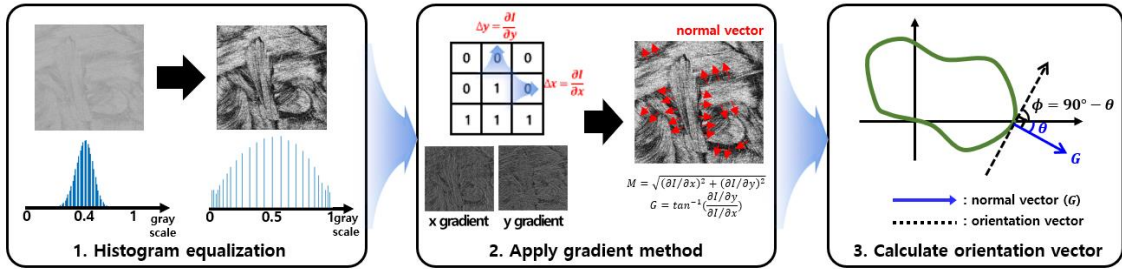 0 0.4 1 gray scale
0 1 gray scale
1. Histogram equalization
Δy = ∂I/∂y
0 0 0
0 1 0
1 1 1
Δx = ∂I/∂x
x gradient
y gradient
normal vector
M = √(∂I/∂x)² + (∂I/∂y)²
G = tan⁻¹(∂I/∂y / ∂I/∂x)
2. Apply gradient method
ϕ = 90° − θ
θ
G
: normal vector (G)
: orientation vector
3. Calculate orientation vector